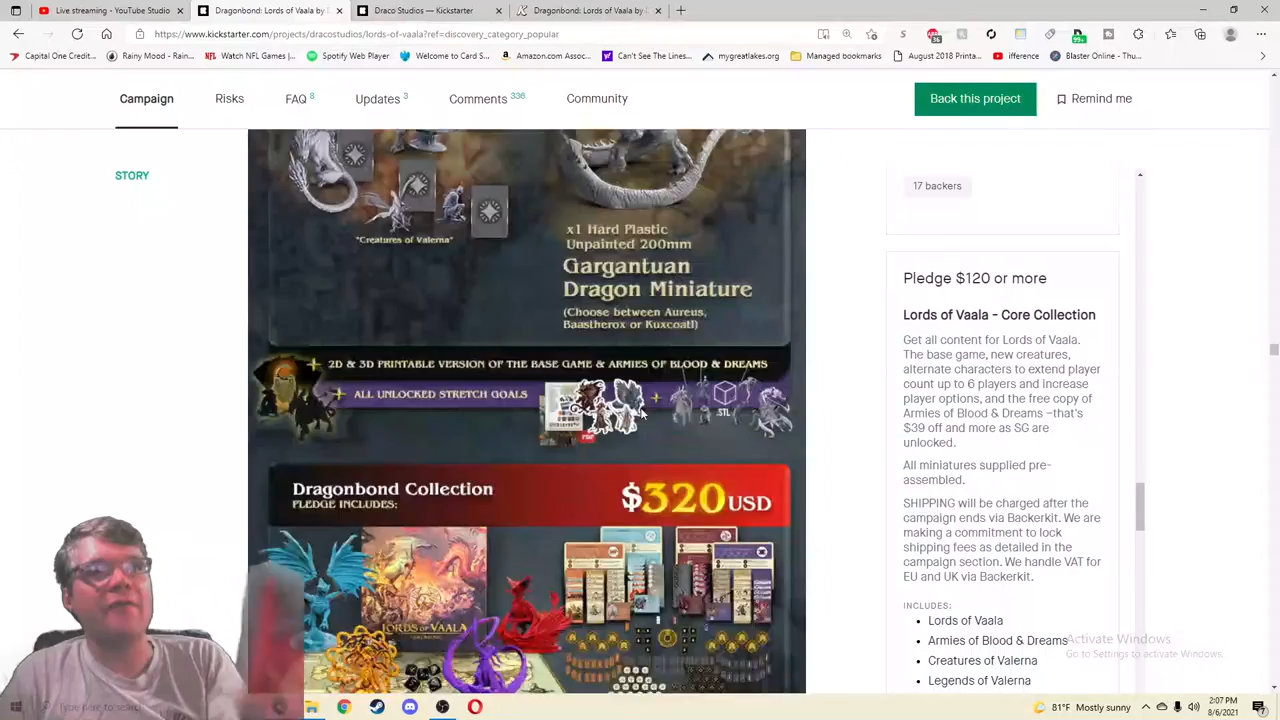 Live streaming - YouTube Studio
Dragonbond: Lords of Vaala by
Draco Studios — Kickstarter
Dragonbond: Lords of Vaala by
https://www.kickstarter.com/projects/dracostudios/lords-of-vaala?ref=discovery_category_popular
Capital One Credit...
Rainy Mood - Rain...
Watch NFL Games |...
Spotify Web Player
Welcome to Card S...
Amazon.com Assoc...
Can't See The Lines...
mygreatlakes.org
Managed bookmarks
August 2018 Printa...
ifference
Blaster Online - Thu...
99+
Campaign
Risks
FAQ 8
Updates 3
Comments 336
Community
Back this project
Remind me
STORY
"Creatures of Valerna"
x1 Hard Plastic
Unpainted 200mm
Gargantuan
Dragon Miniature
(Choose between Aureus,
Baastherox or Kuxcoatl)
+ 2D & 3D PRINTABLE VERSION OF THE BASE GAME & ARMIES OF BLOOD & DREAMS
+ ALL UNLOCKED STRETCH GOALS
PDF
+
.STL
Dragonbond Collection
PLEDGE INCLUDES:
$320 USD
LORDS OF VAALA
17 backers
Pledge $120 or more
Lords of Vaala - Core Collection
Get all content for Lords of Vaala.
The base game, new creatures,
alternate characters to extend player
count up to 6 players and increase
player options, and the free copy of
Armies of Blood & Dreams —that's
$39 off and more as SG are
unlocked.
All miniatures supplied pre-
assembled.
SHIPPING will be charged after the
campaign ends via Backerkit. We are
making a commitment to lock
shipping fees as detailed in the
campaign section. We handle VAT for
EU and UK via Backerkit.
INCLUDES:
• Lords of Vaala
• Armies of Blood & Dreams
• Creatures of Valerna
• Legends of Valerna
Activate Windows
Go to Settings to activate Windows.
Type here to search
81°F Mostly sunny
2:07 PM
8/6/2021